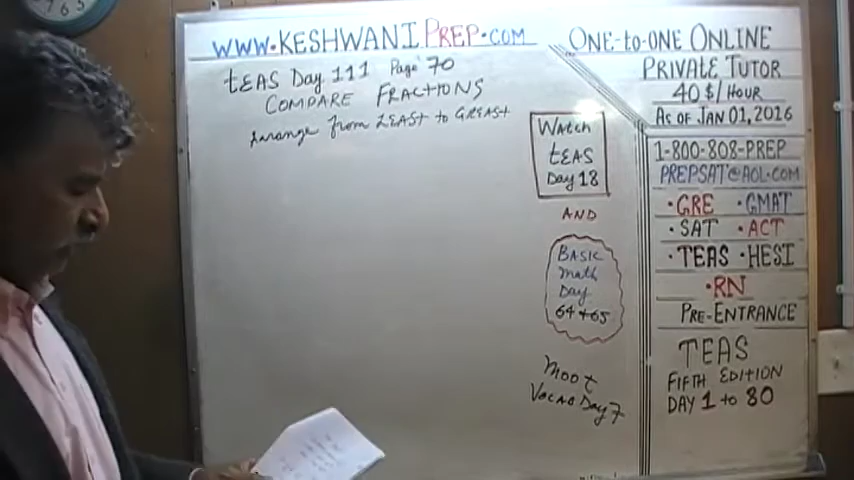 WWW.KESHWANIPREP.COM
tEAS Day 111 Page 70
COMPARE FRACTIONS
Arrange from LEAST to GREAST
Watch
tEAS
Day 18
AND
BASIC
math
Day
64+65
moot
VOCAB Day 7
ONE-to-ONE ONLINE
PRIVATE TUTOR
40$/HOUR
AS OF JAN 01, 2016
1-800-808-PREP
PREPSAT@AOL.COM
•GRE •GMAT
•SAT •ACT
•TEAS •HESI
•RN
PRE-ENTRANCE
TEAS
FIFTH EDITION
DAY 1 to 80